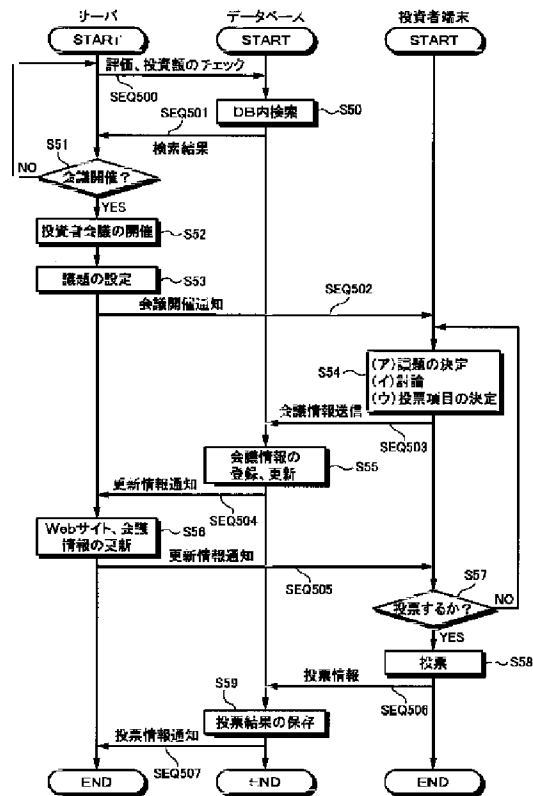 サーバ
データベース
投資者端末
START
START
START
評価、投資額のチェック
SEQ500
SEQ501
DB内検索
S50
検索結果
S51
NO
会議開催？
YES
投資者会議の開催
S52
議題の設定
S53
SEQ502
会議開催通知
S54
(ア)議題の決定
(イ)討論
(ウ)投票項目の決定
会議情報送信
SEQ503
会議情報の
登録、更新
S55
更新情報通知
SEQ504
Webサイト、会議
情報の更新
S56
更新情報通知
SEQ505
S57
投票するか？
NO
YES
投票
S58
投票情報
SEQ506
S59
投票結果の保存
投票情報通知
SEQ507
END
END
END